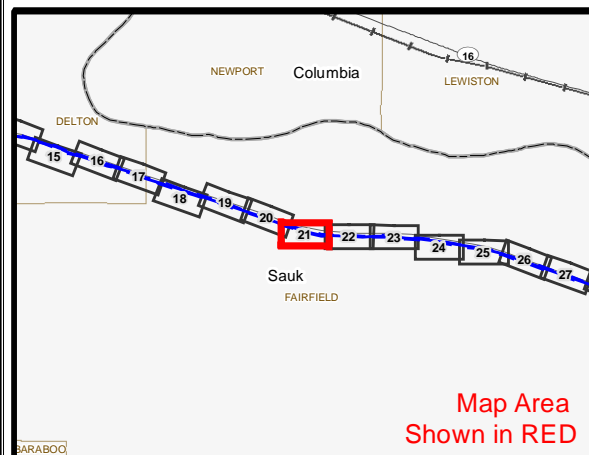 16
NEWPORT Columbia
LEWISTON
DELTON
15 16 17 18 19 20 21 22 23 24 25 26 27
Sauk
FAIRFIELD
Map Area
Shown in RED
BARABOO